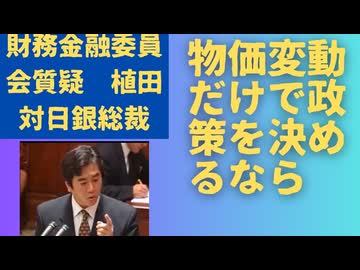 財務金融委員
会質疑　植田
対日銀総裁
物価変動
だけで政
策を決め
るなら